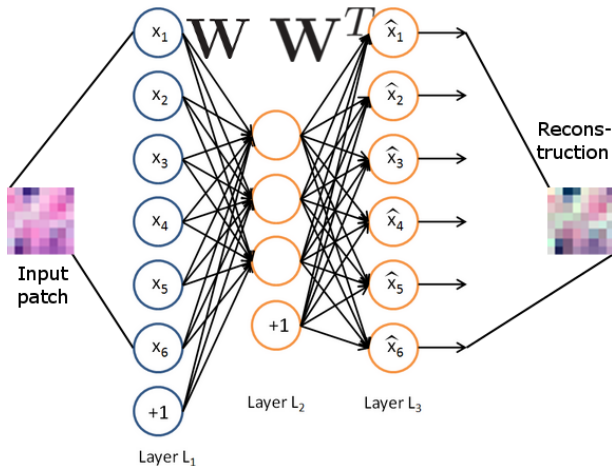 W W^T
x₁
x₂
x₃
x₄
x₅
x₆
+1
+1
x̂₁
x̂₂
x̂₃
x̂₄
x̂₅
x̂₆
Input
patch
Recons-
truction
Layer L₁
Layer L₂
Layer L₃